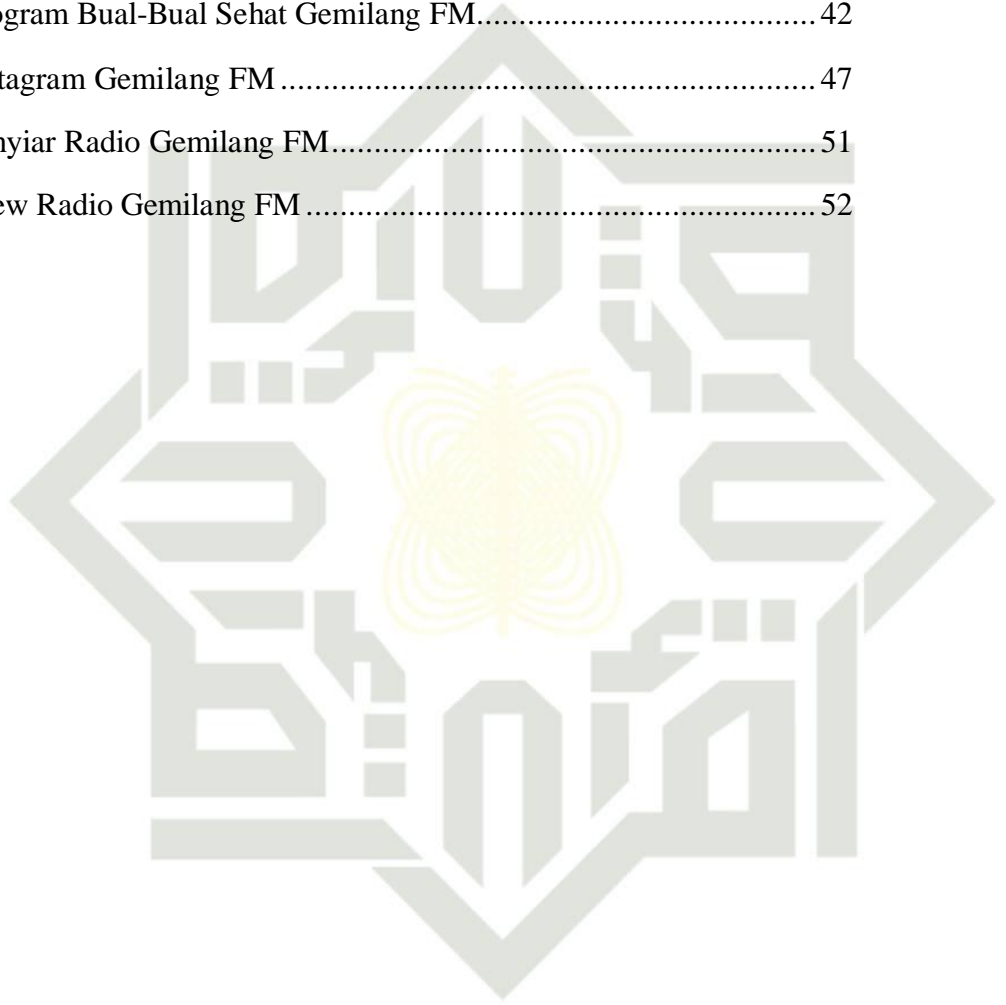 ogram Bual-Bual Sehat Gemilang FM.......................................... 42
tagram Gemilang FM .................................................................. 47
nyiar Radio Gemilang FM............................................................ 51
ew Radio Gemilang FM ............................................................... 52